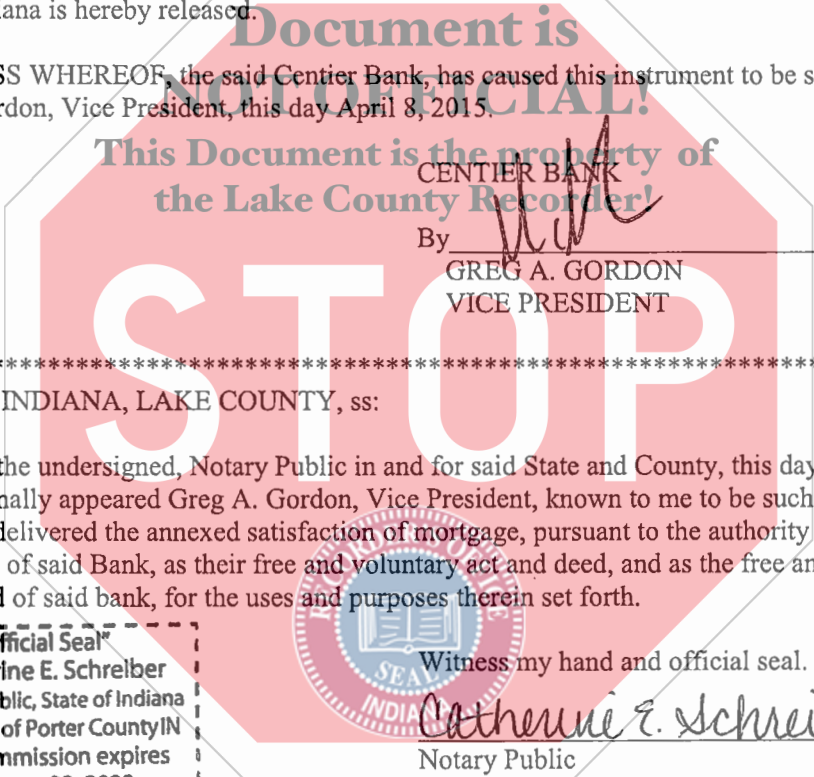 iana is hereby released.
Document is
SS WHEREOF, the said Centier Bank, has caused this instrument to be s
NOT OFFICIAL!
rdon, Vice President, this day April 8, 2015.
This Document is the property of
CENTIER BANK
the Lake County Recorder!
By
GREG A. GORDON
VICE PRESIDENT
STOP
**********************************************************************
INDIANA, LAKE COUNTY, ss:
the undersigned, Notary Public in and for said State and County, this day
nally appeared Greg A. Gordon, Vice President, known to me to be such
delivered the annexed satisfaction of mortgage, pursuant to the authority
of said Bank, as their free and voluntary act and deed, and as the free an
d of said bank, for the uses and purposes therein set forth.
RECORDER'S OFFICE
SEAL
INDIANA
fficial Seal"
ine E. Schreiber
blic, State of Indiana
of Porter County IN
mmission expires
Witness my hand and official seal.
Catherine E. Schrei
Notary Public